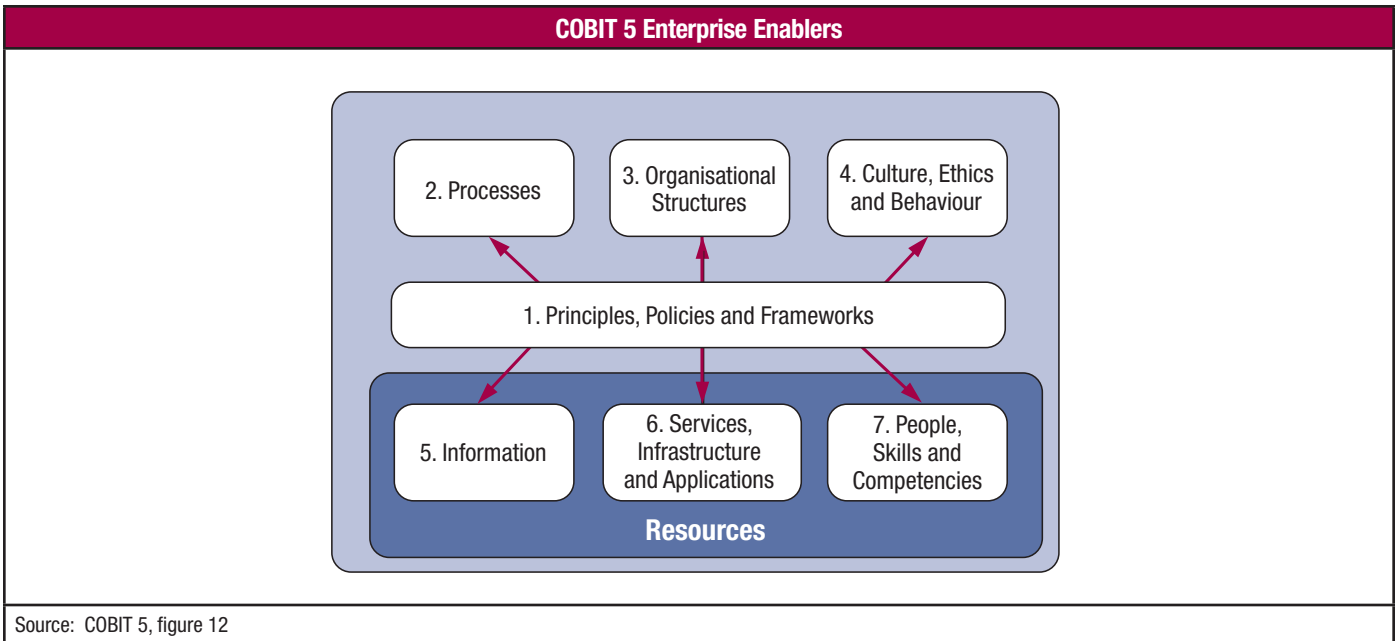 COBIT 5 Enterprise Enablers
2. Processes
3. Organisational
Structures
4. Culture, Ethics
and Behaviour
1. Principles, Policies and Frameworks
5. Information
6. Services,
Infrastructure
and Applications
7. People,
Skills and
Competencies
Resources
Source: COBIT 5, figure 12